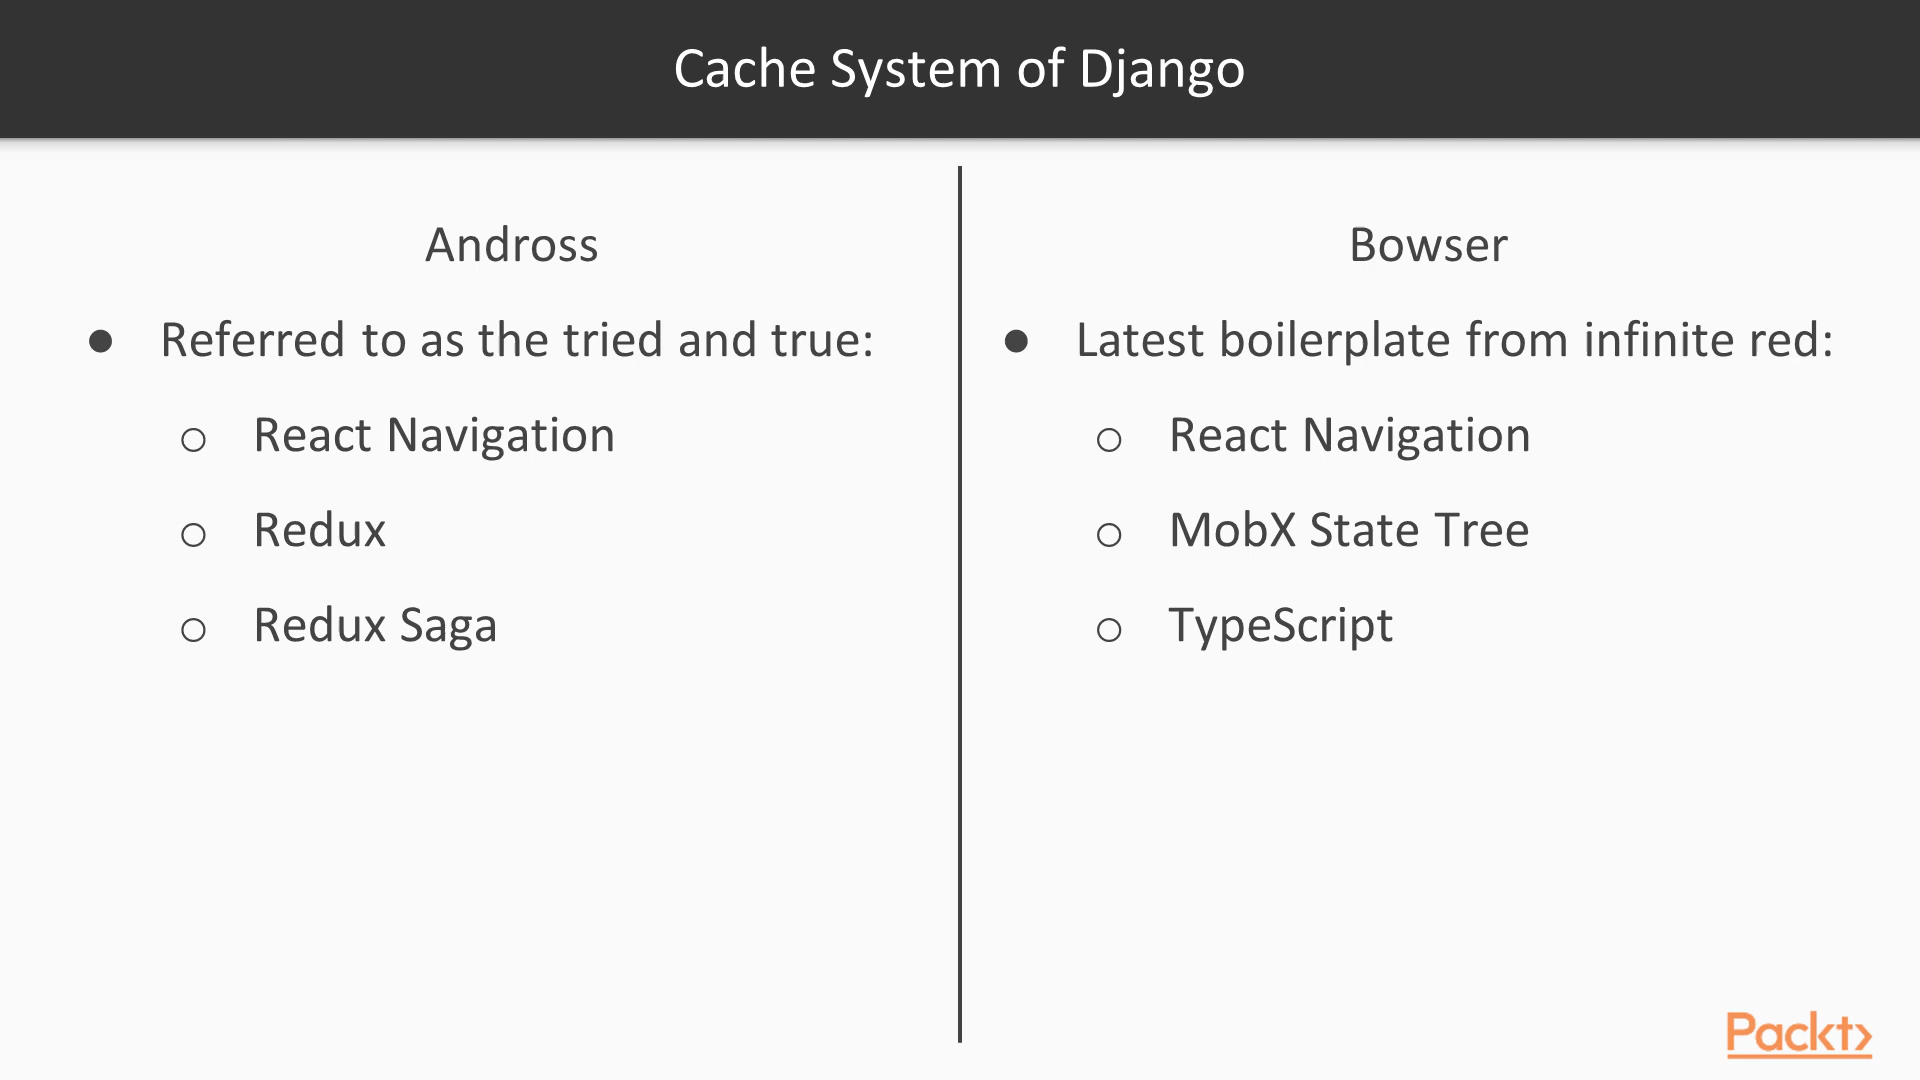 Cache System of Django
Andross
● Referred to as the tried and true:
○ React Navigation
○ Redux
○ Redux Saga
Bowser
● Latest boilerplate from infinite red:
○ React Navigation
○ MobX State Tree
○ TypeScript
Packt>